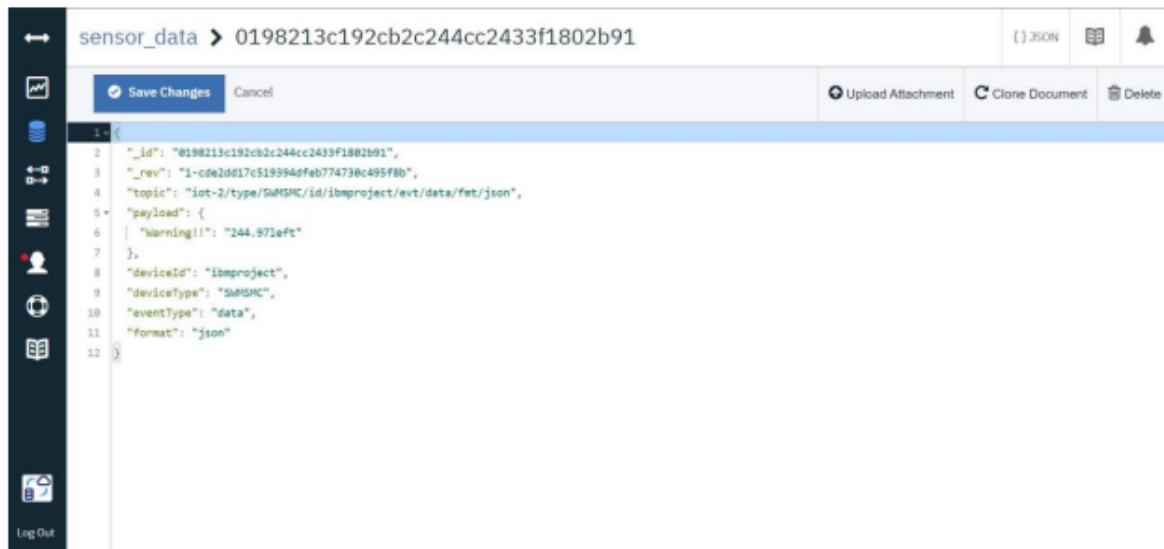 sensor_data > 0198213c192cb2c244cc2433f1802b91
{ } JSON
Save Changes
Cancel
Upload Attachment
Clone Document
Delete
1 {
2 "_id": "0198213c192cb2c244cc2433f1802b91",
3 "_rev": "1-cde2dd17c519394dfeb774730c495f8b",
4 "topic": "iot-2/type/SWMSMC/id/ibmproject/evt/data/fmt/json",
5 "payload": {
6 "Warning!!": "244.97left"
7 },
8 "deviceId": "ibmproject",
9 "deviceType": "SWMSMC",
10 "eventType": "data",
11 "format": "json"
12 }
Log Out